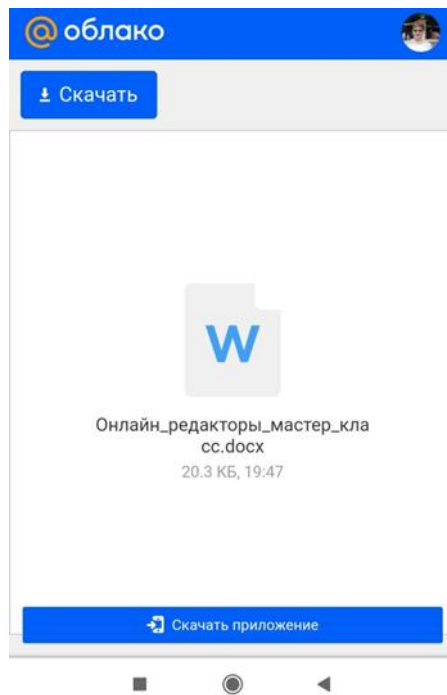 @ облако
Скачать
W
Онлайн_редакторы_мастер_кла
сс.docx
20.3 КБ, 19:47
Скачать приложение